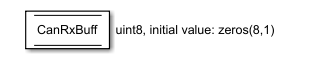 CanRxBuff uint8, initial value: zeros(8,1)